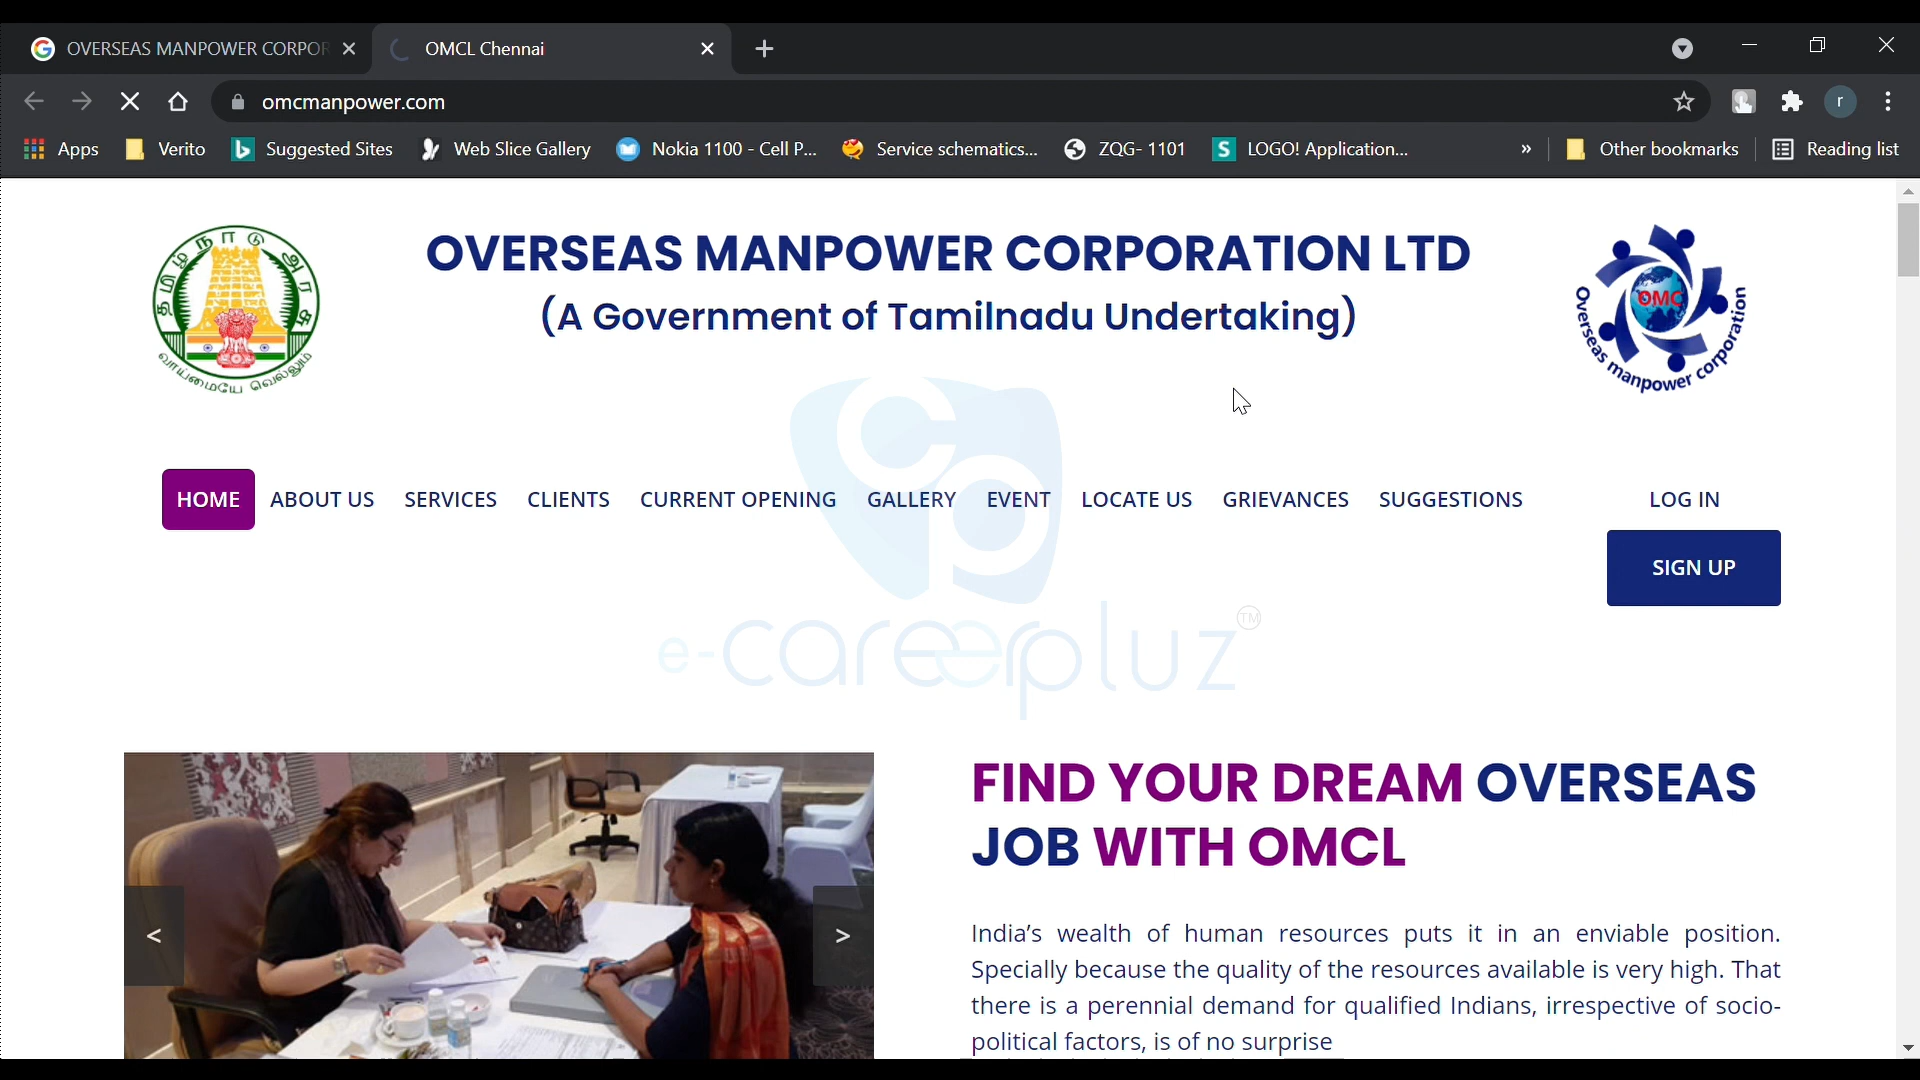 OVERSEAS MANPOWER CORPOR
OMCL Chennai
omcmanpower.com
r
Apps
Verito
Suggested Sites
Web Slice Gallery
Nokia 1100 - Cell P...
Service schematics...
ZQG- 1101
LOGO! Application...
»
Other bookmarks
Reading list
தமிழ்நாடு அரசு
வாய்மையே வெல்லும்
OVERSEAS MANPOWER CORPORATION LTD
(A Government of Tamilnadu Undertaking)
OMC
Overseas manpower corporation
HOME
ABOUT US
SERVICES
CLIENTS
CURRENT OPENING
GALLERY
EVENT
LOCATE US
GRIEVANCES
SUGGESTIONS
LOG IN
SIGN UP
cp
e-careerpluz TM
<
>
FIND YOUR DREAM OVERSEAS
JOB WITH OMCL
India's wealth of human resources puts it in an enviable position.
Specially because the quality of the resources available is very high. That
there is a perennial demand for qualified Indians, irrespective of socio-
political factors, is of no surprise